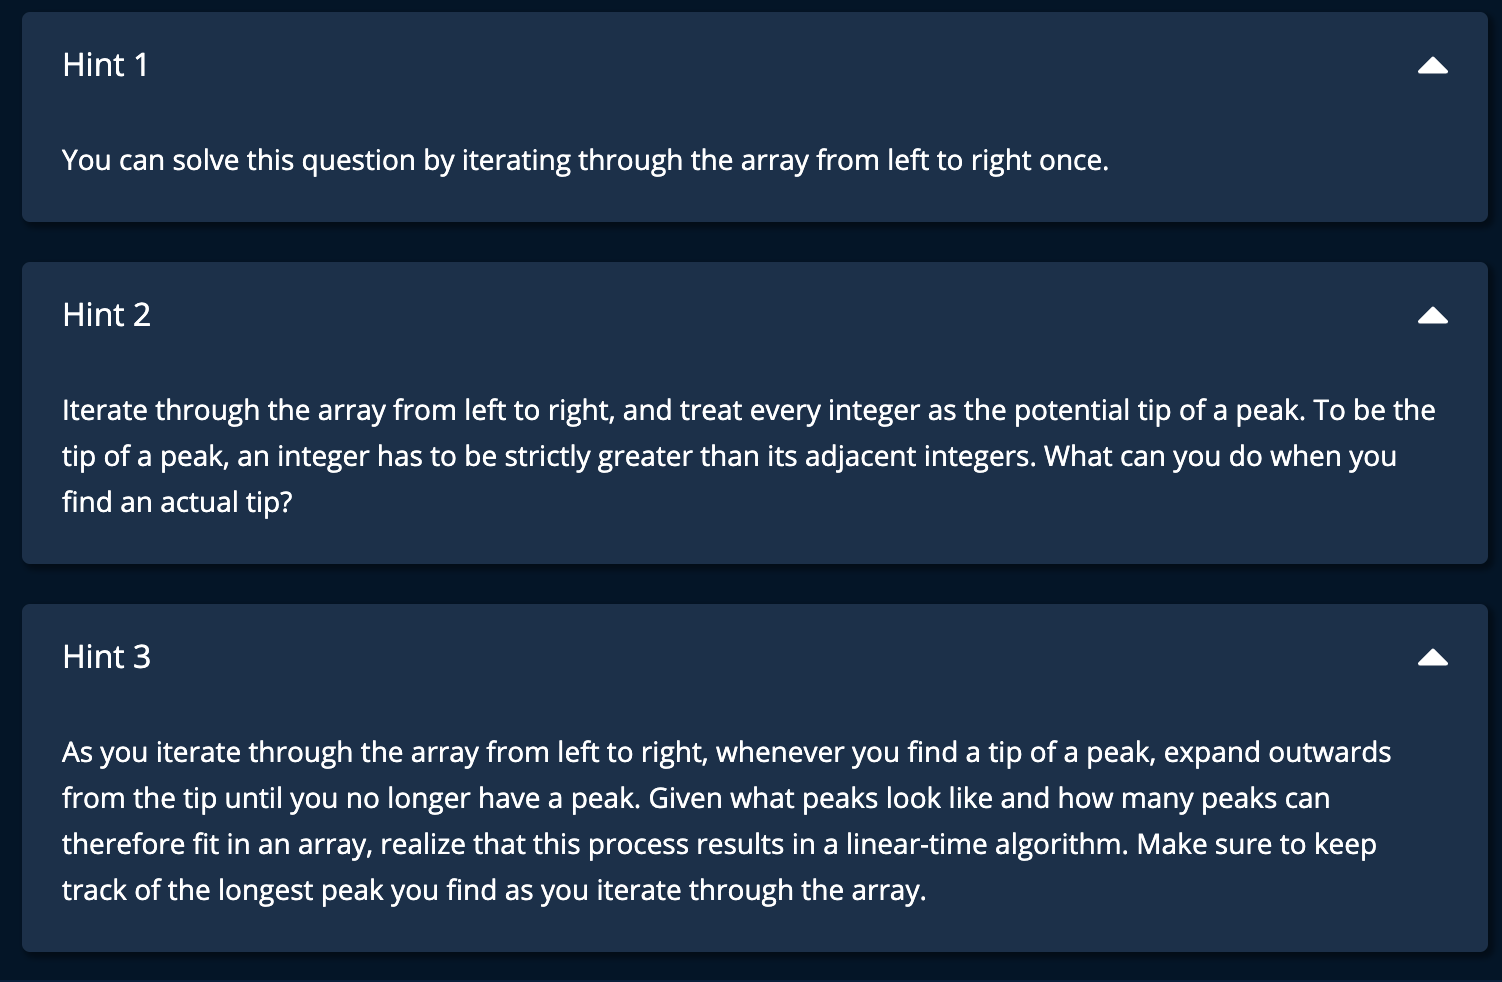 Hint 1
You can solve this question by iterating through the array from left to right once.
Hint 2
Iterate through the array from left to right, and treat every integer as the potential tip of a peak. To be the
tip of a peak, an integer has to be strictly greater than its adjacent integers. What can you do when you
find an actual tip?
Hint 3
As you iterate through the array from left to right, whenever you find a tip of a peak, expand outwards
from the tip until you no longer have a peak. Given what peaks look like and how many peaks can
therefore fit in an array, realize that this process results in a linear-time algorithm. Make sure to keep
track of the longest peak you find as you iterate through the array.